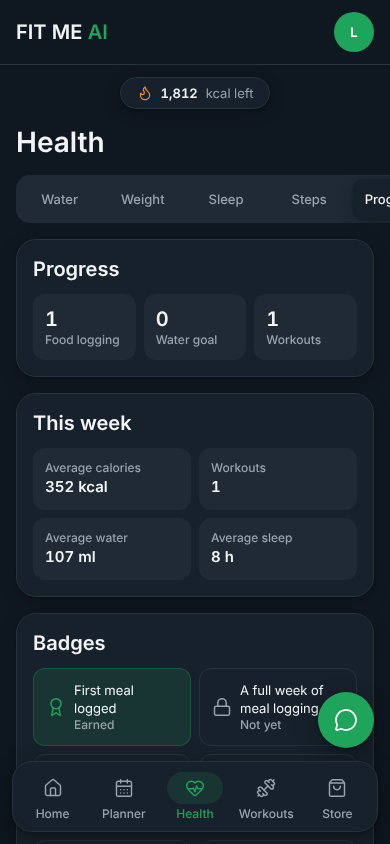 FIT ME AI
L
1,812 kcal left
Health
Water Weight Sleep Steps Prog
Progress
1 0 1
Food logging Water goal Workouts
This week
Average calories Workouts
352 kcal 1
Average water Average sleep
107 ml 8 h
Badges
First meal
logged
Earned
A full week of
meal logging
Not yet
Home Planner Health Workouts Store